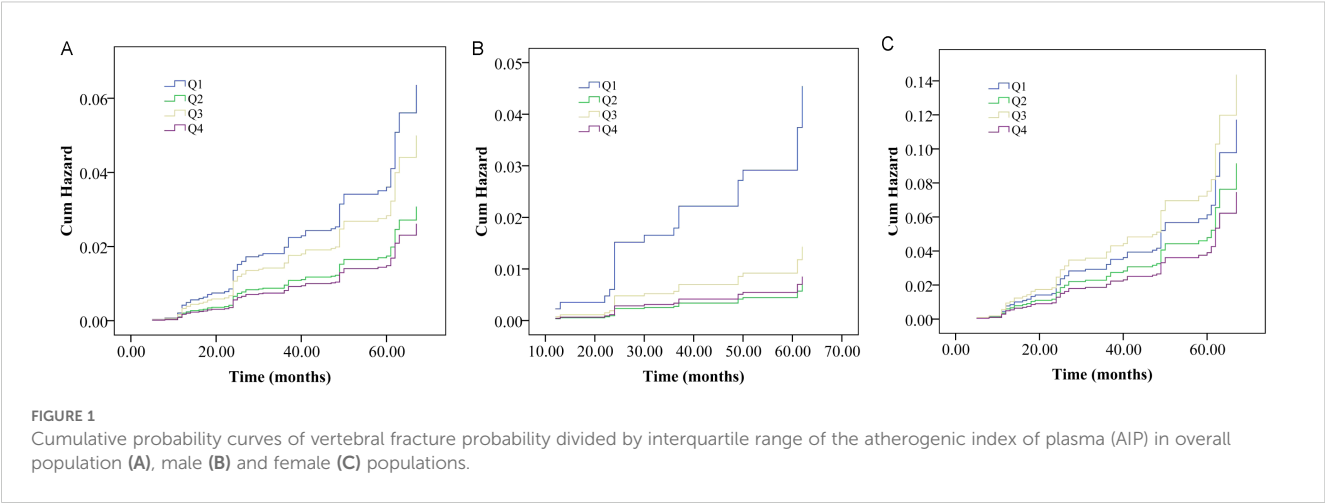 A
Cum Hazard
0.06
0.04
0.02
0.00
Q1
Q2
Q3
Q4
0.00 20.00 40.00 60.00
Time (months)
B
Cum Hazard
0.05
0.04
0.03
0.02
0.01
0.00
Q1
Q2
Q3
Q4
10.00 20.00 30.00 40.00 50.00 60.00 70.00
Time (months)
C
Cum Hazard
0.14
0.12
0.10
0.08
0.06
0.04
0.02
0.00
Q1
Q2
Q3
Q4
0.00 20.00 40.00 60.00
Time (months)
FIGURE 1
Cumulative probability curves of vertebral fracture probability divided by interquartile range of the atherogenic index of plasma (AIP) in overall
population (A), male (B) and female (C) populations.